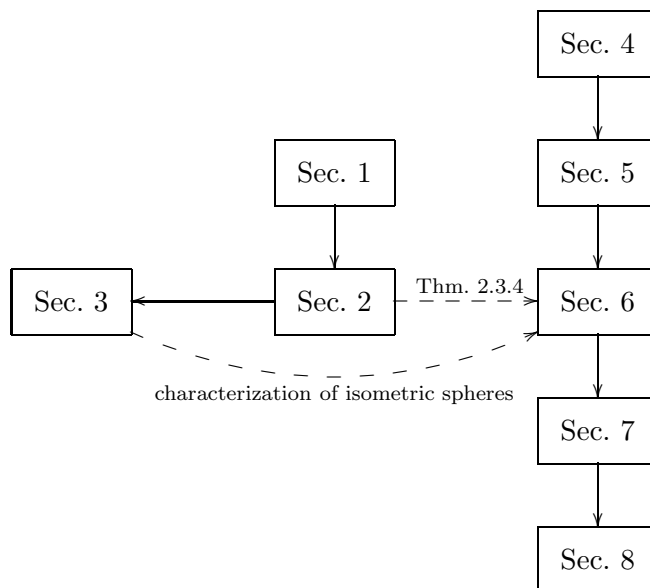 Sec. 4
Sec. 1
Sec. 5
Sec. 3
Sec. 2
Thm. 2.3.4
Sec. 6
characterization of isometric spheres
Sec. 7
Sec. 8